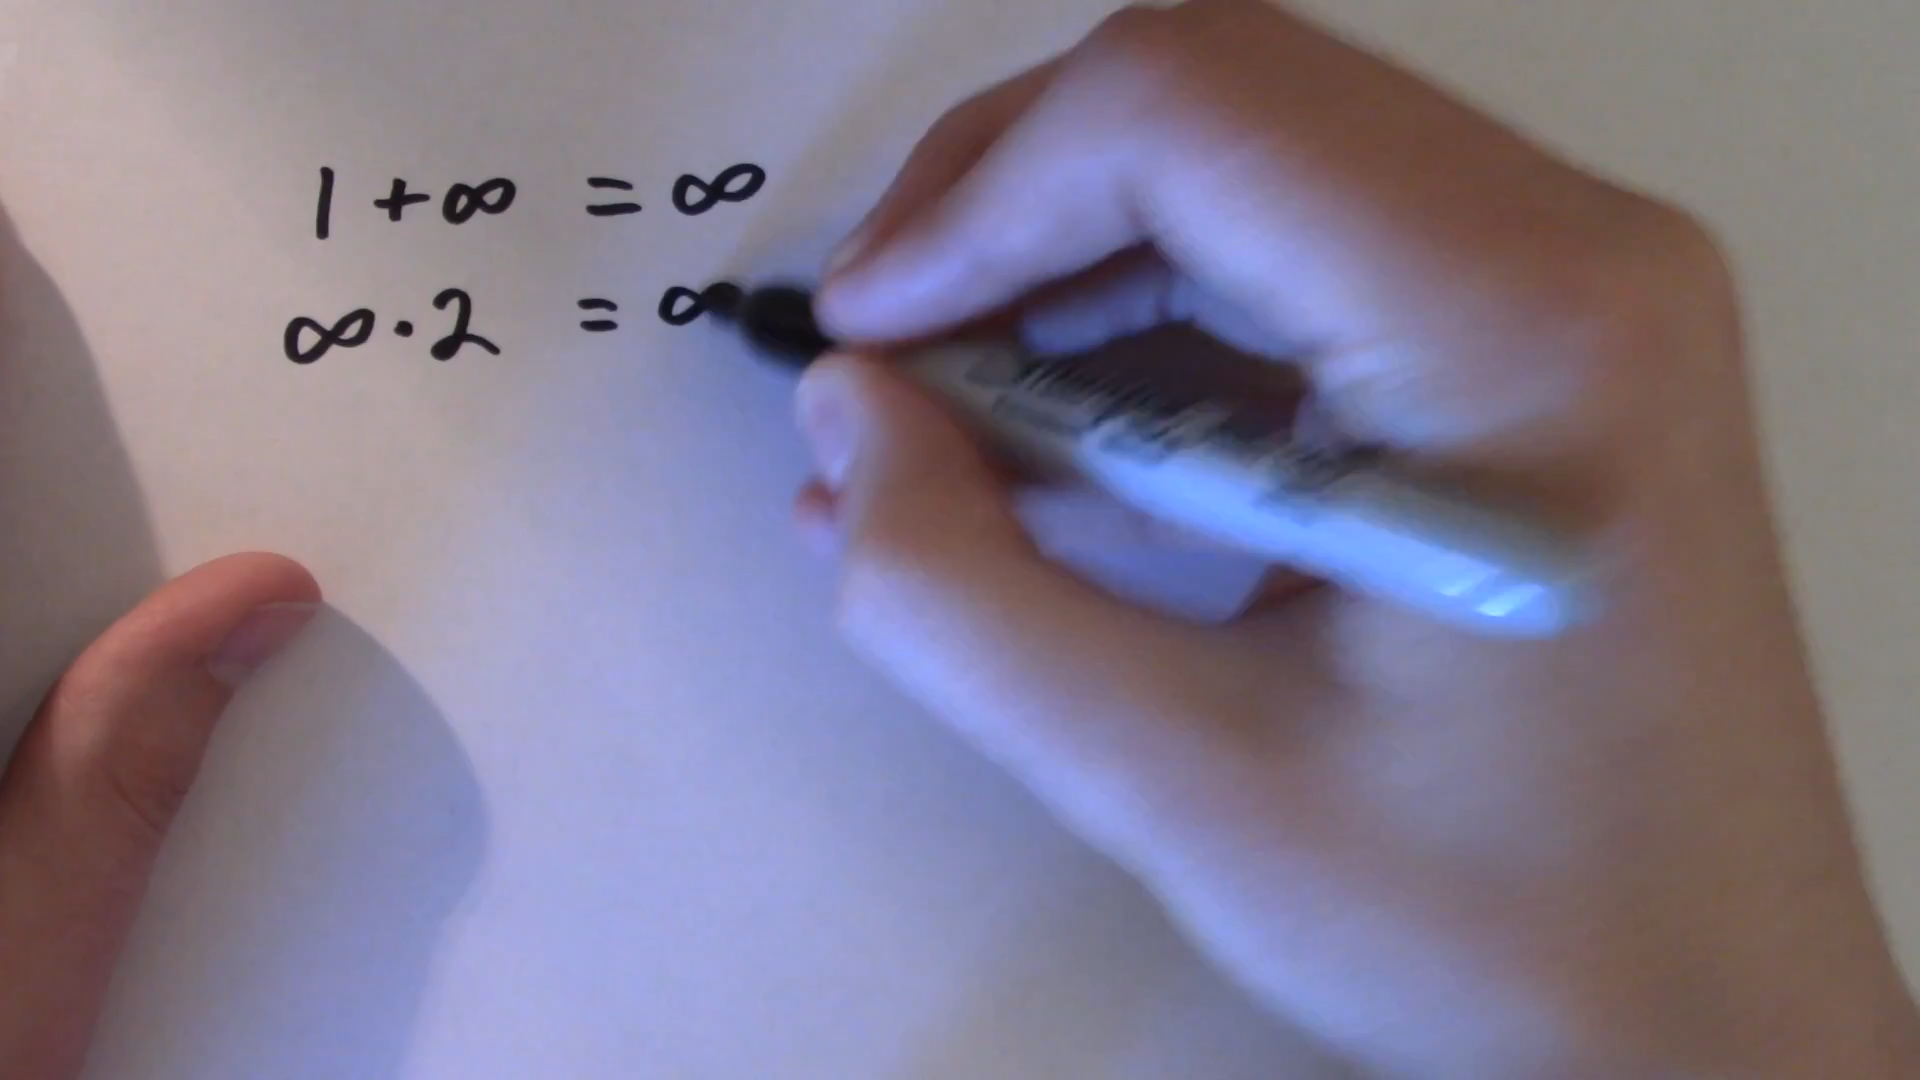 1 + ∞ = ∞
∞ · 2 = ∞